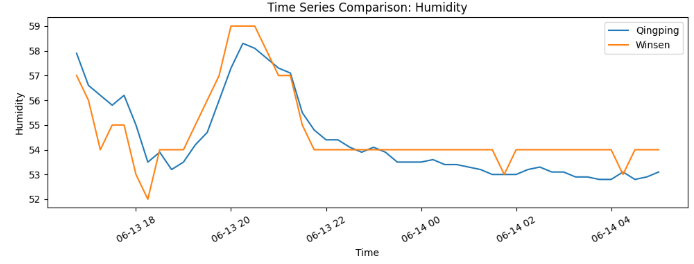 Time Series Comparison: Humidity
Qingping
Winsen
59
58
57
56
55
54
53
52
Humidity
06-13 18
06-13 20
06-13 22
06-14 00
06-14 02
06-14 04
Time